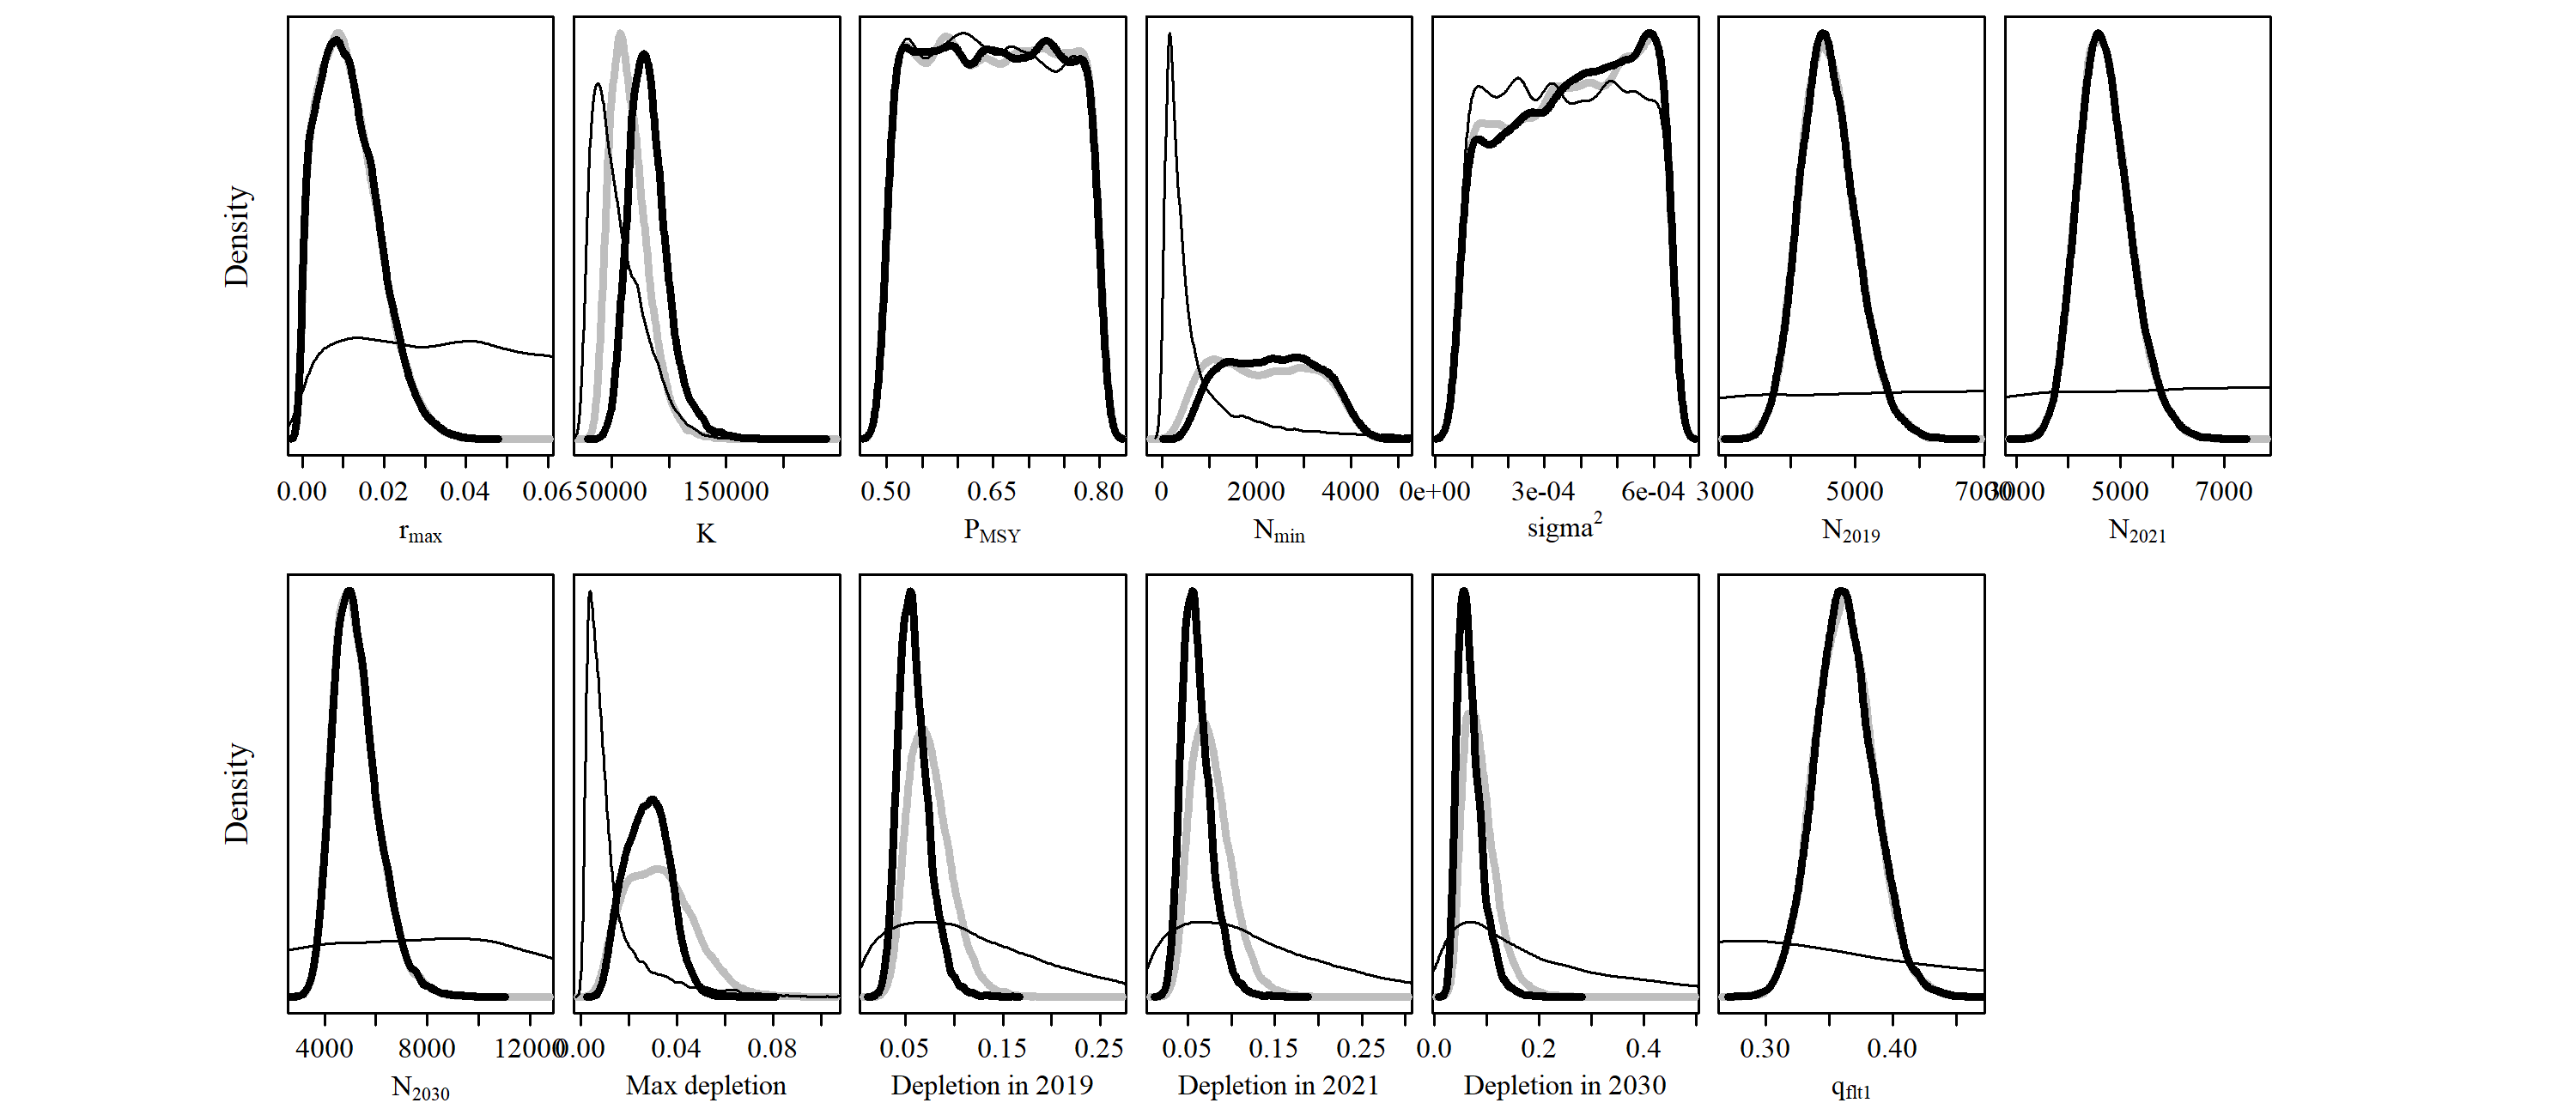 Density
0.00 0.02 0.04 0.06 50000 150000 0.50 0.65 0.80 0 2000 4000 0e+00 3e-04 6e-04 3000 5000 7000 3000 5000 7000
r_max K P_MSY N_min sigma² N_2019 N_2021
Density
4000 8000 12000 0.00 0.04 0.08 0.05 0.15 0.25 0.05 0.15 0.25 0.0 0.2 0.4 0.30 0.40
N_2030 Max depletion Depletion in 2019 Depletion in 2021 Depletion in 2030 q_flt1